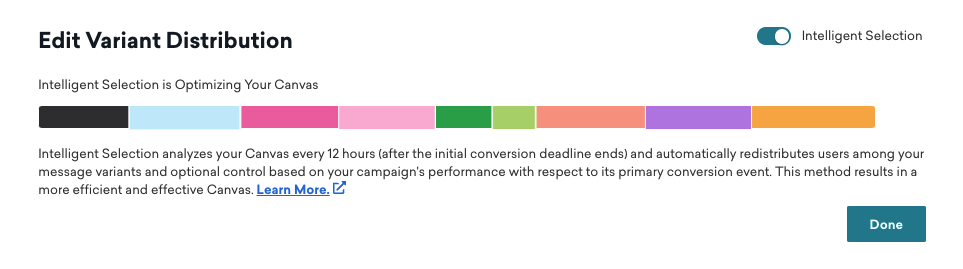 Edit Variant Distribution
Intelligent Selection
Intelligent Selection is Optimizing Your Canvas
Intelligent Selection analyzes your Canvas every 12 hours (after the initial conversion deadline ends) and automatically redistributes users among your
message variants and optional control based on your campaign's performance with respect to its primary conversion event. This method results in a
more efficient and effective Canvas. Learn More.
Done